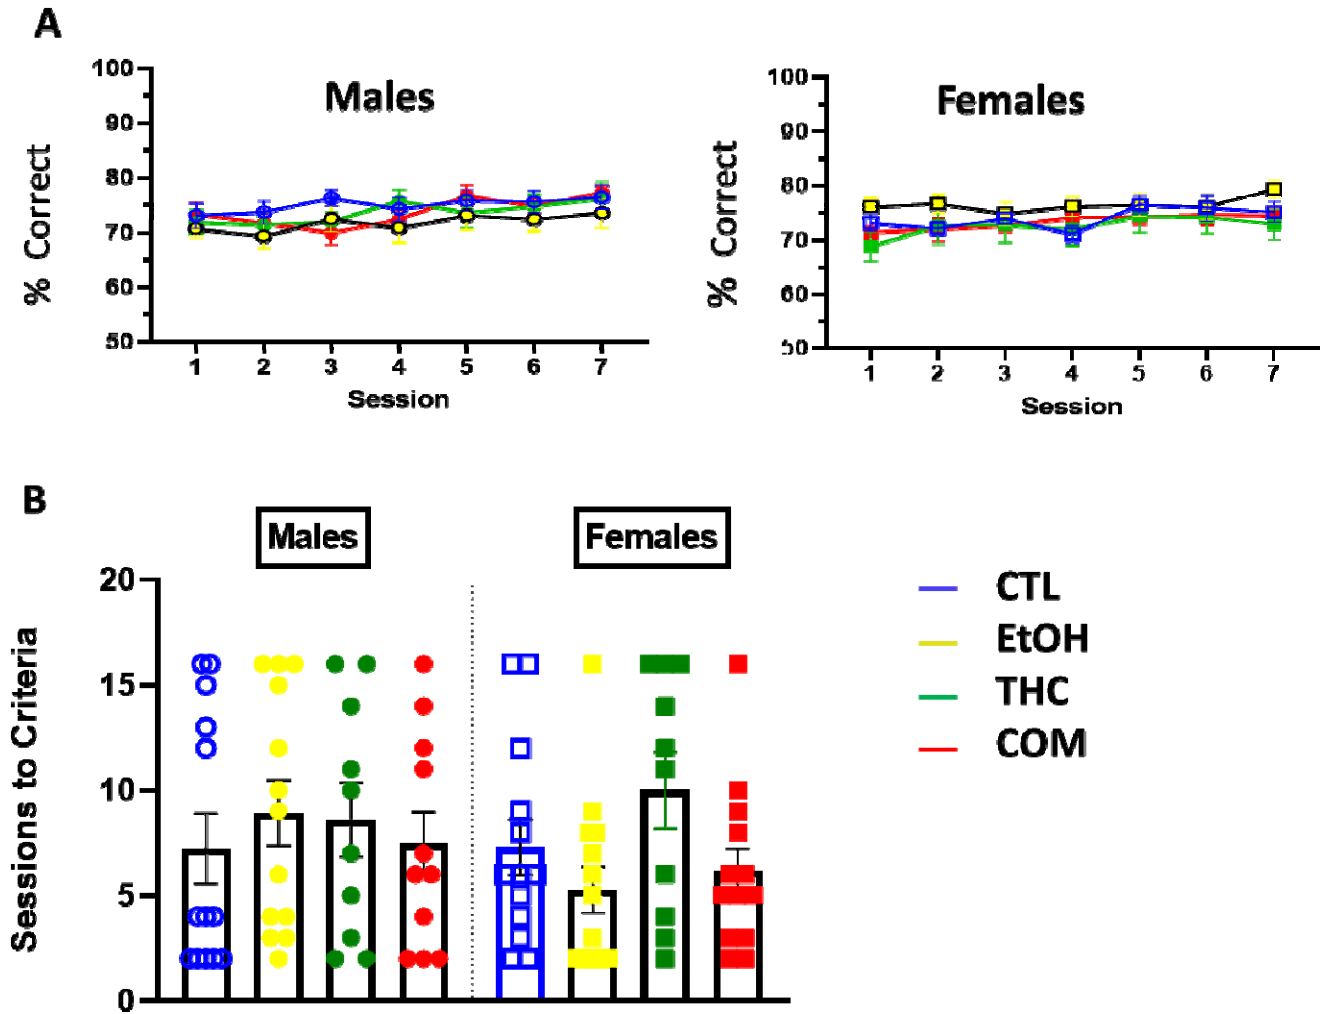 A
Males
% Correct
100
90
80
70
60
50
1 2 3 4 5 6 7
Session
Females
% Correct
100
90
80
70
60
50
1 2 3 4 5 6 7
Session
B
Males
Females
Sessions to Criteria
20
15
10
5
0
CTL
EtOH
THC
COM